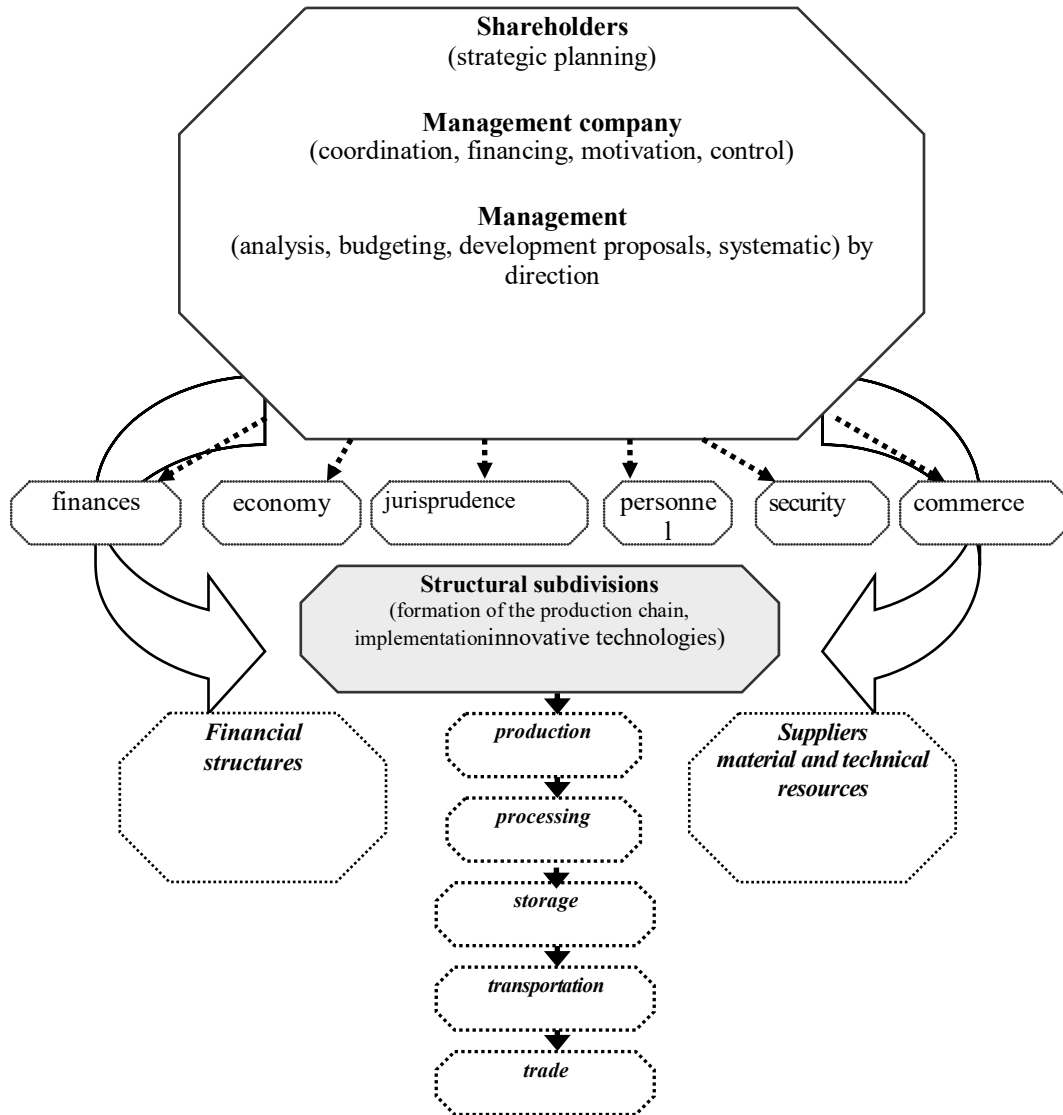 Shareholders
(strategic planning)
Management company
(coordination, financing, motivation, control)
Management
(analysis, budgeting, development proposals, systematic) by
direction
finances
economy
jurisprudence
personne
l
security
commerce
Structural subdivisions
(formation of the production chain,
implementationinnovative technologies)
Financial
structures
production
Suppliers
material and technical
resources
processing
storage
transportation
trade